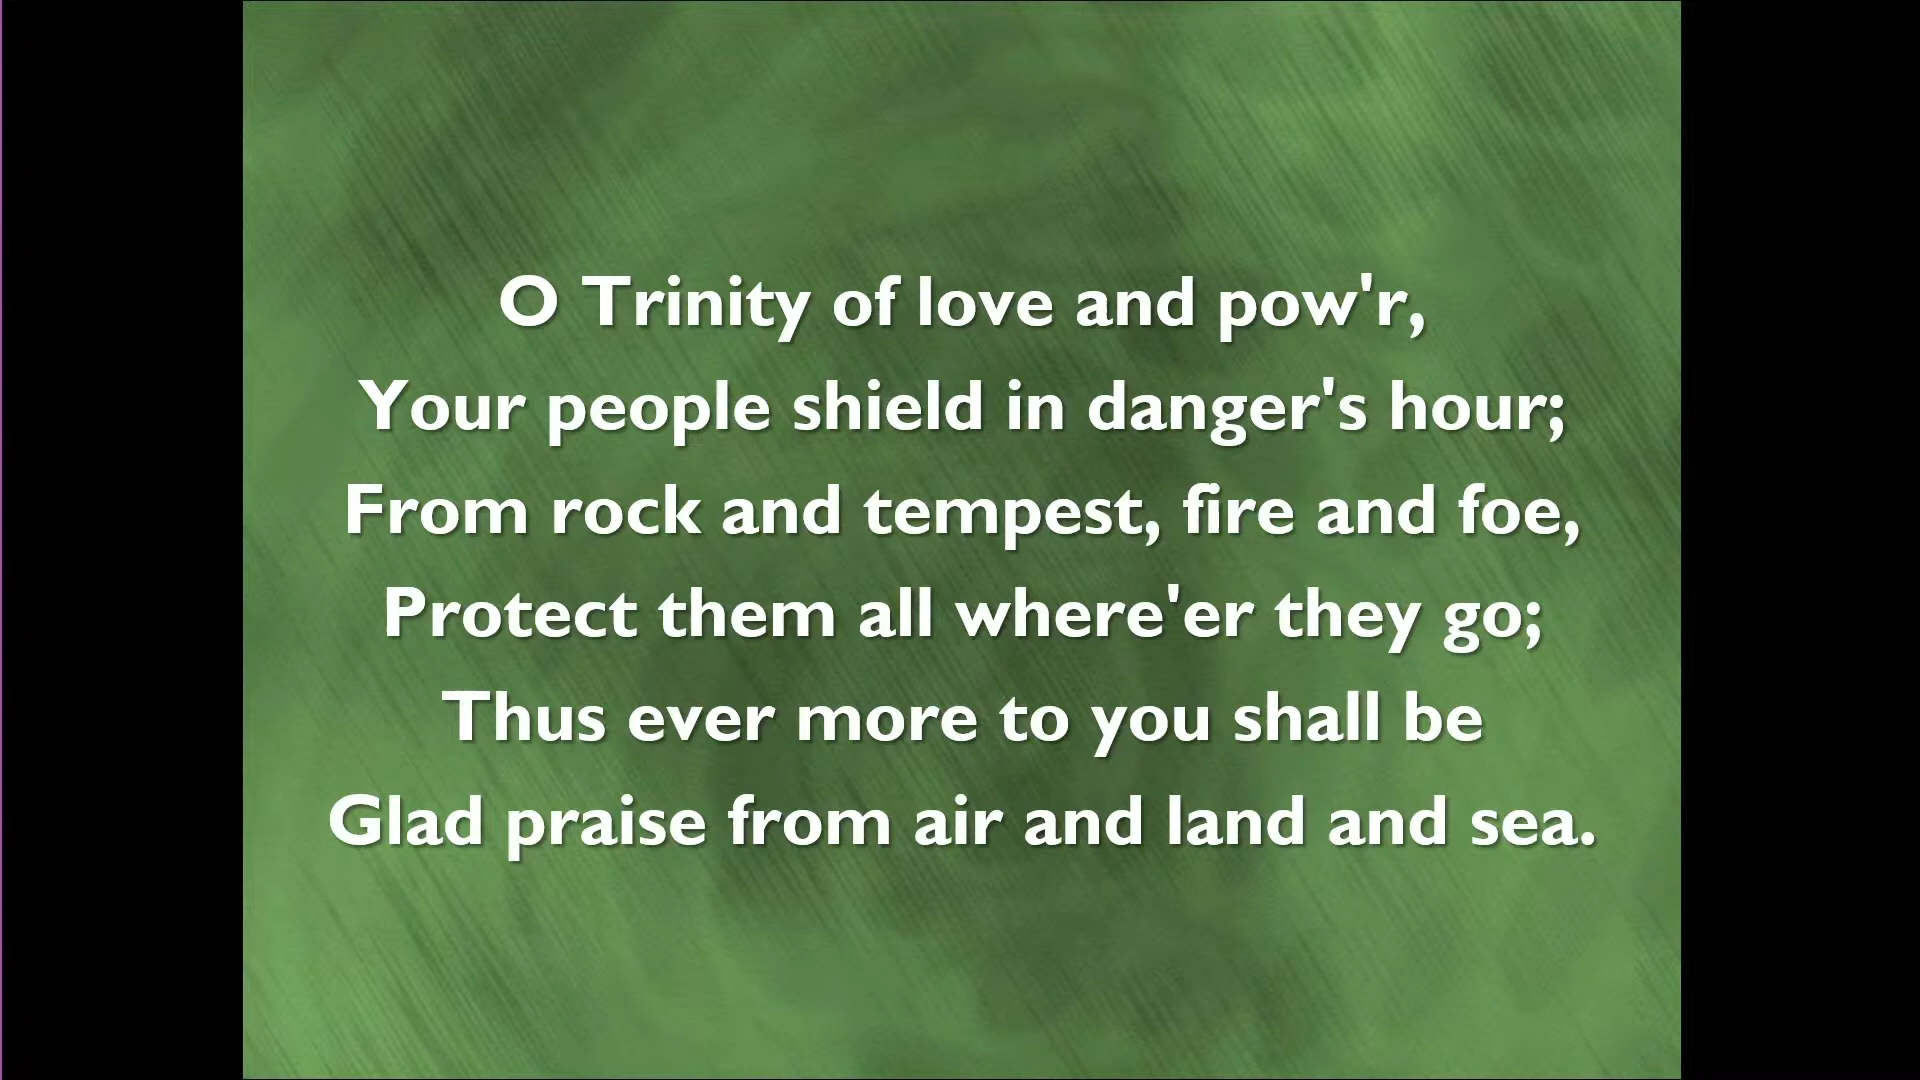 O Trinity of love and pow'r,
Your people shield in danger's hour;
From rock and tempest, fire and foe,
Protect them all where'er they go;
Thus ever more to you shall be
Glad praise from air and land and sea.